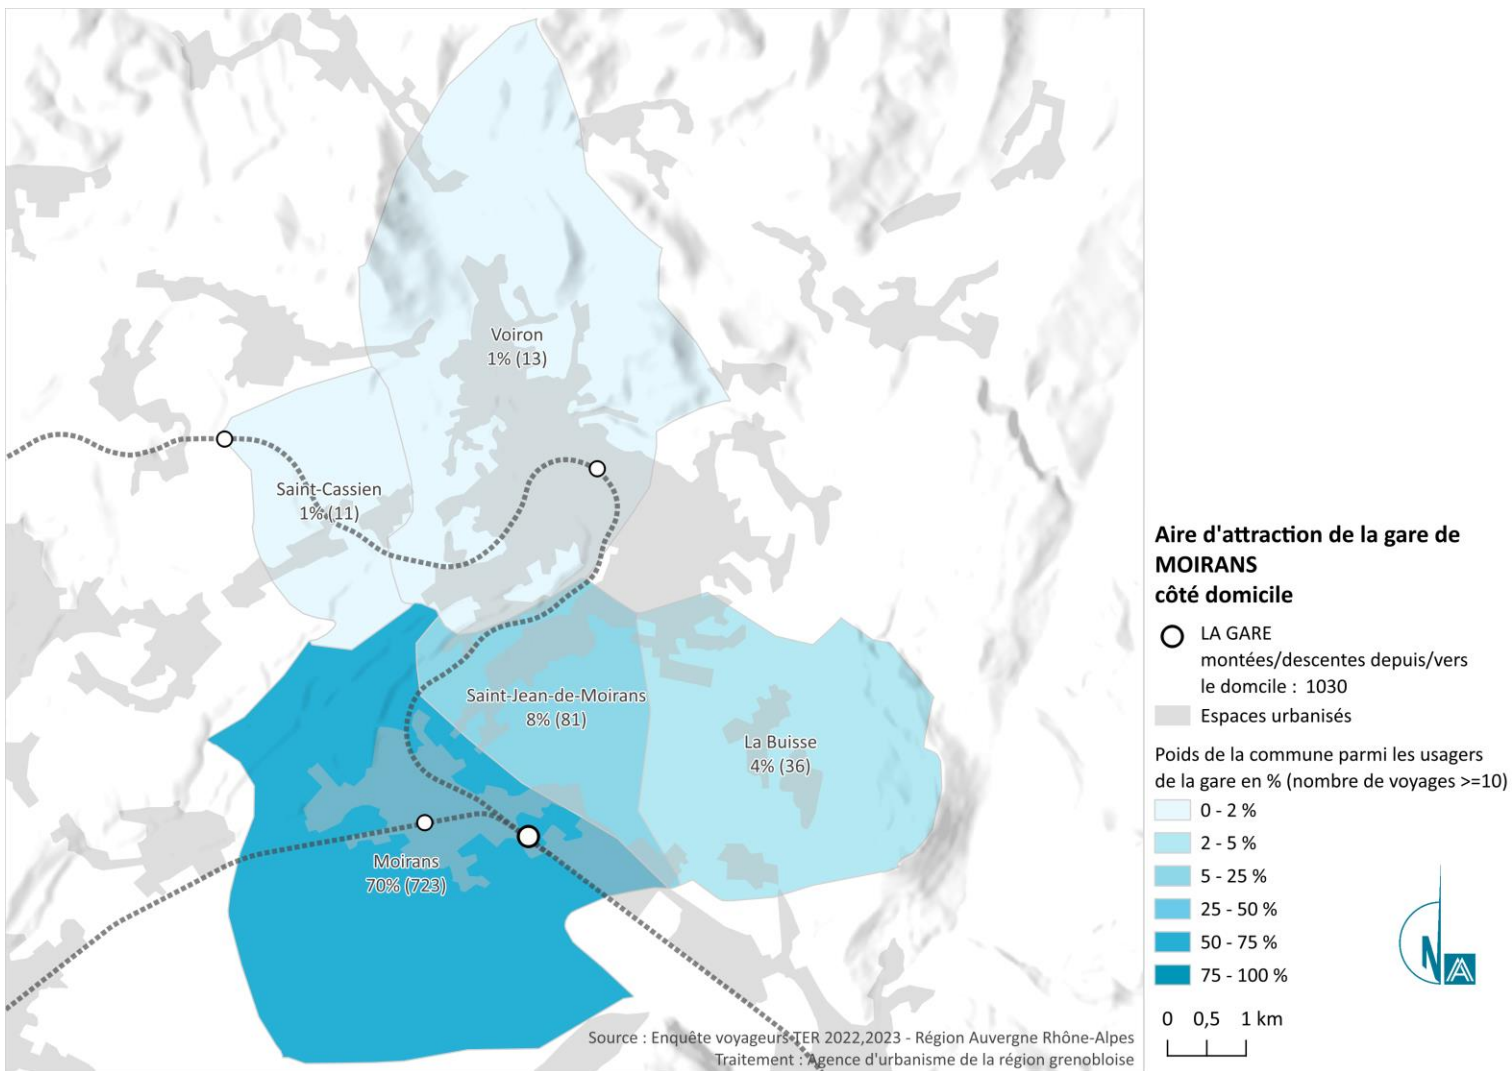 Voiron
1% (13)
Saint-Cassien
1% (11)
Saint-Jean-de-Moirans
8% (81)
La Buisse
4% (36)
Moirans
70% (723)
Source : Enquête voyageurs TER 2022,2023 - Région Auvergne Rhône-Alpes
Traitement : Agence d'urbanisme de la région grenobloise
Aire d'attraction de la gare de
MOIRANS
côté domicile
LA GARE
montées/descentes depuis/vers
le domcile : 1030
Espaces urbanisés
Poids de la commune parmi les usagers
de la gare en % (nombre de voyages >=10)
0 - 2 %
2 - 5 %
5 - 25 %
25 - 50 %
50 - 75 %
75 - 100 %
N
0 0,5 1 km